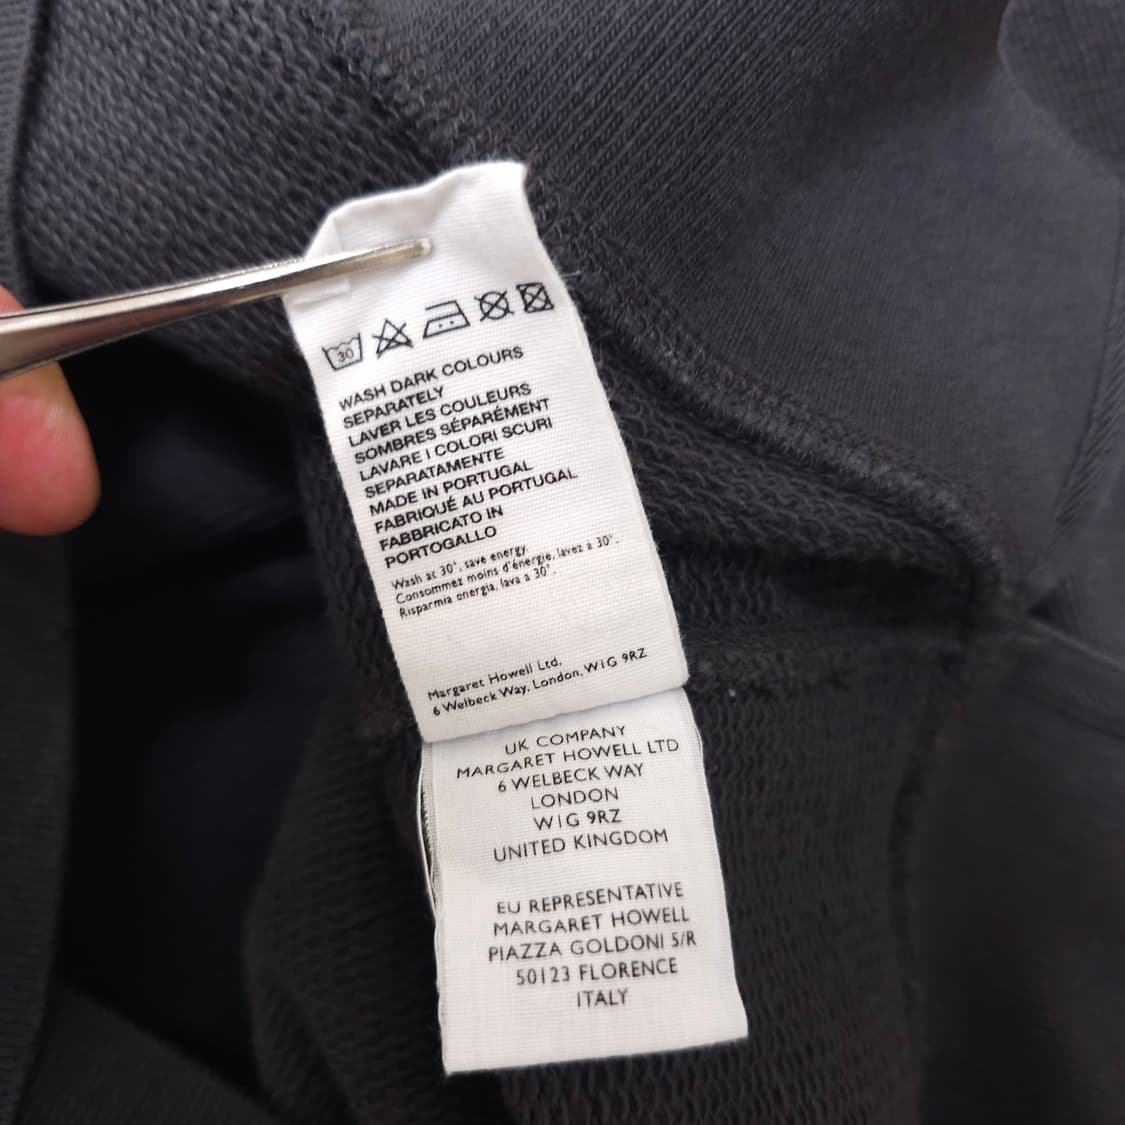 30
WASH DARK COLOURS
SEPARATELY
LAVER LES COULEURS
SOMBRES SÉPARÉMENT
LAVARE I COLORI SCURI
SEPARATAMENTE
MADE IN PORTUGAL
FABRIQUÉ AU PORTUGAL
FABBRICATO IN
PORTOGALLO
Wash at 30°, save energy.
Consommez moins d'énergie, lavez à 30°.
Risparmia energia, lava a 30°.
Margaret Howell Ltd.
6 Welbeck Way, London, W1G 9RZ
UK COMPANY
MARGARET HOWELL LTD
6 WELBECK WAY
LONDON
W1G 9RZ
UNITED KINGDOM
EU REPRESENTATIVE
MARGARET HOWELL
PIAZZA GOLDONI 5/R
50123 FLORENCE
ITALY